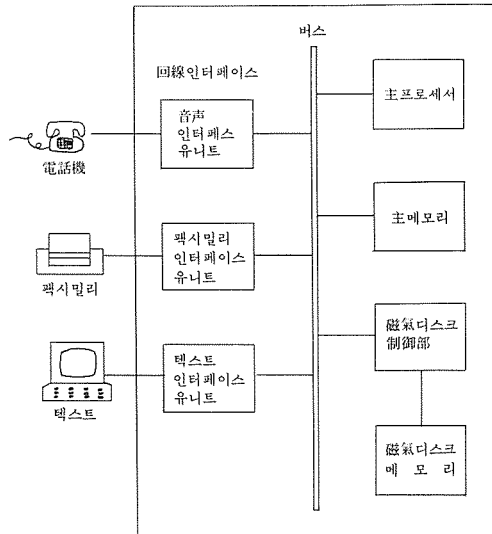 버스
回線인터페이스
音声
인터페스
유니트
電話機
팩시밀리
인터페이스
유니트
팩시밀리
텍스트
인터페이스
유니트
텍스트
主프로세서
主메모리
磁氣디스크
制御部
磁氣디스크
메 모 리